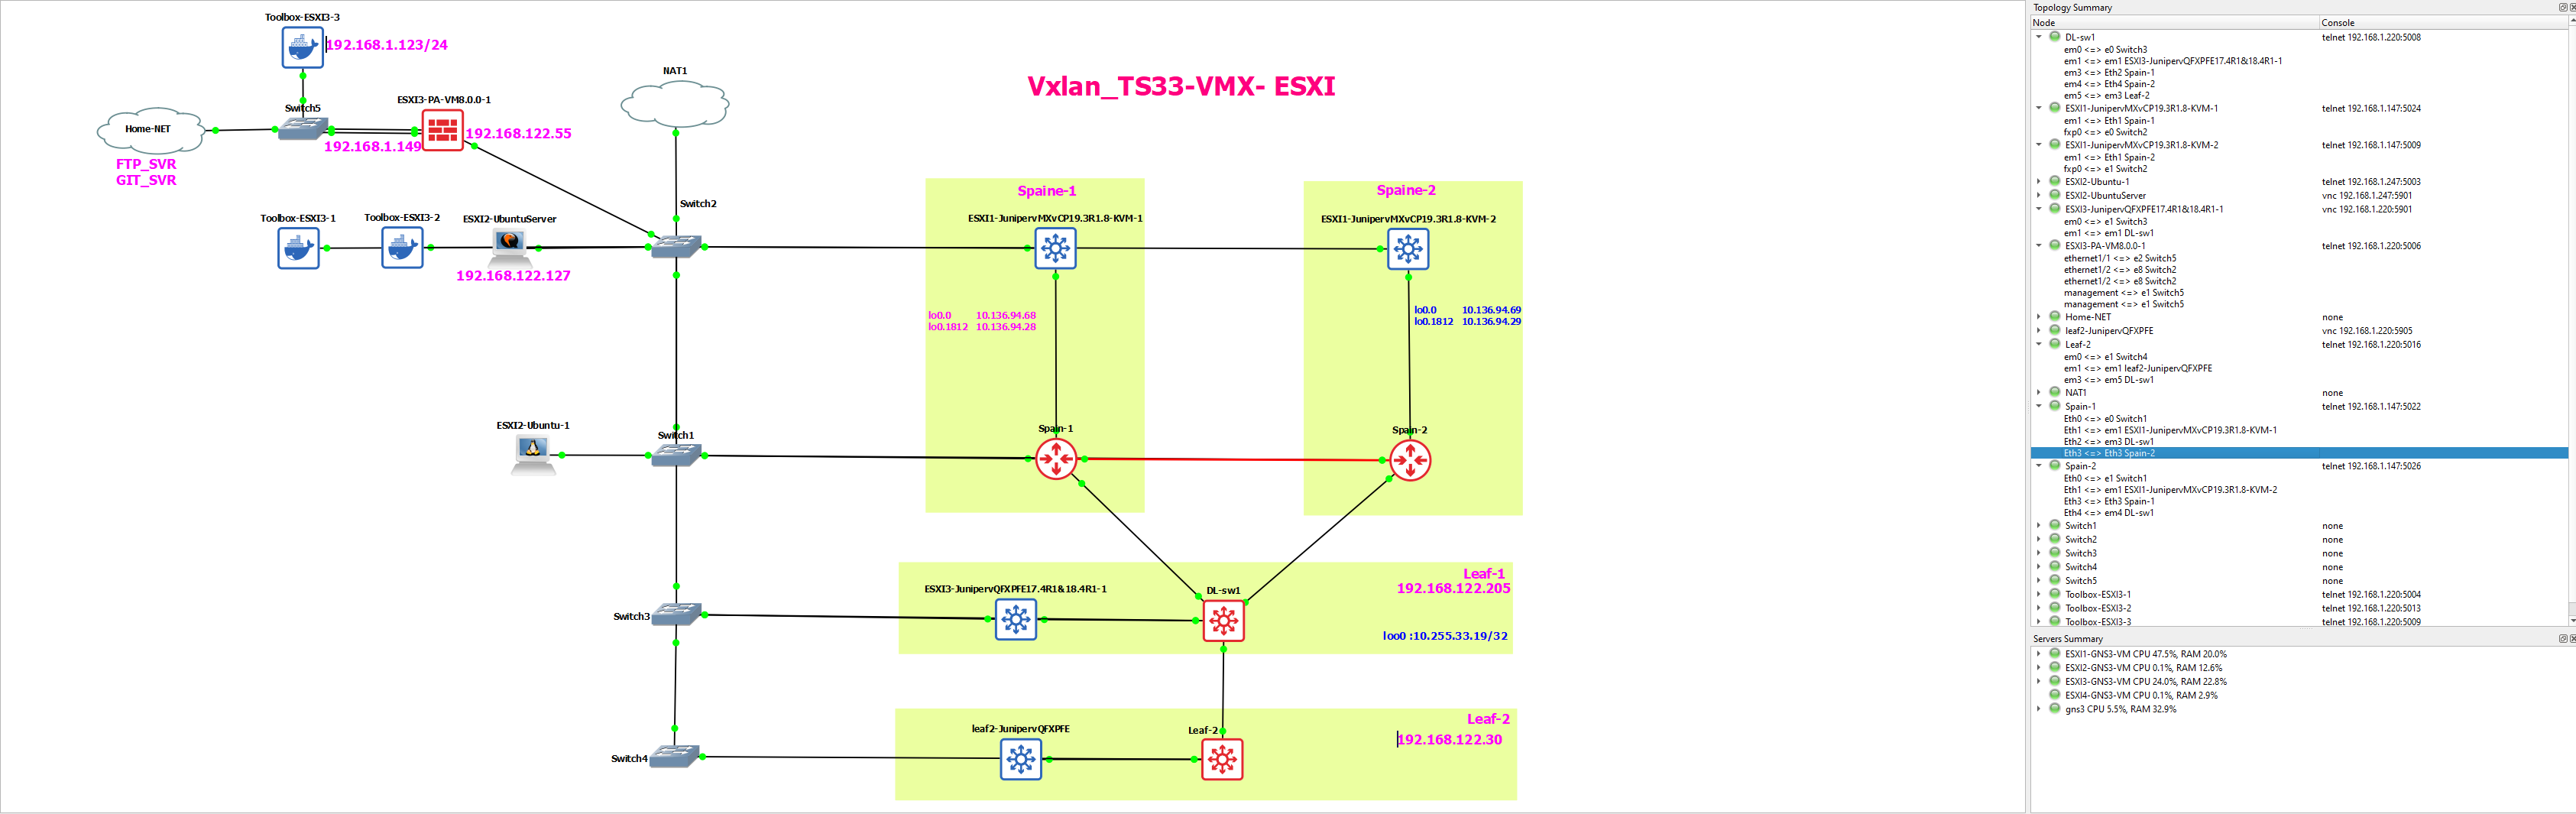 Toolbox-ESXI3-3
192.168.1.123/24
Switch5
ESXI3-PA-VM8.0.0-1
Home-NET
192.168.122.55
192.168.1.149
FTP_SVR
GIT_SVR
NAT1
Vxlan_TS33-VMX- ESXI
Switch2
Toolbox-ESXI3-1
Toolbox-ESXI3-2
ESXI2-UbuntuServer
192.168.122.127
Spaine-1
ESXI1-JunipervMXvCP19.3R1.8-KVM-1
lo0.0 10.136.94.68
lo0.1812 10.136.94.28
Spaine-2
ESXI1-JunipervMXvCP19.3R1.8-KVM-2
lo0.0 10.136.94.69
lo0.1812 10.136.94.29
ESXI2-Ubuntu-1
Switch1
Spain-1
Spain-2
Leaf-1
192.168.122.205
ESXI3-JunipervQFXPFE17.4R1&18.4R1-1
DL-sw1
Switch3
loo0 :10.255.33.19/32
Leaf-2
192.168.122.30
leaf2-JunipervQFXPFE
Leaf-2
Switch4
Topology Summary
Node Console
DL-sw1 telnet 192.168.1.220:5008
em0 <=> e0 Switch3
em1 <=> em1 ESXI3-JunipervQFXPFE17.4R1&18.4R1-1
em3 <=> Eth2 Spain-1
em4 <=> Eth4 Spain-2
em5 <=> em3 Leaf-2
ESXI1-JunipervMXvCP19.3R1.8-KVM-1 telnet 192.168.1.147:5024
em1 <=> Eth1 Spain-1
fxp0 <=> e0 Switch2
ESXI1-JunipervMXvCP19.3R1.8-KVM-2 telnet 192.168.1.147:5009
em1 <=> Eth1 Spain-2
fxp0 <=> e1 Switch2
ESXI2-Ubuntu-1 telnet 192.168.1.247:5003
ESXI2-UbuntuServer vnc 192.168.1.247:5901
ESXI3-JunipervQFXPFE17.4R1&18.4R1-1 vnc 192.168.1.220:5901
em0 <=> e1 Switch3
em1 <=> em1 DL-sw1
ESXI3-PA-VM8.0.0-1 telnet 192.168.1.220:5006
ethernet1/1 <=> e2 Switch5
ethernet1/2 <=> e8 Switch2
ethernet1/2 <=> e8 Switch2
management <=> e1 Switch5
management <=> e1 Switch5
Home-NET none
leaf2-JunipervQFXPFE vnc 192.168.1.220:5905
Leaf-2 telnet 192.168.1.220:5016
em0 <=> e1 Switch4
em1 <=> em1 leaf2-JunipervQFXPFE
em3 <=> em5 DL-sw1
NAT1 none
Spain-1 telnet 192.168.1.147:5022
Eth0 <=> e0 Switch1
Eth1 <=> em1 ESXI1-JunipervMXvCP19.3R1.8-KVM-1
Eth2 <=> em3 DL-sw1
Eth3 <=> Eth3 Spain-2
Spain-2 telnet 192.168.1.147:5026
Eth0 <=> e1 Switch1
Eth1 <=> em1 ESXI1-JunipervMXvCP19.3R1.8-KVM-2
Eth3 <=> Eth3 Spain-1
Eth4 <=> em4 DL-sw1
Switch1 none
Switch2 none
Switch3 none
Switch4 none
Switch5 none
Toolbox-ESXI3-1 telnet 192.168.1.220:5004
Toolbox-ESXI3-2 telnet 192.168.1.220:5013
Toolbox-ESXI3-3 telnet 192.168.1.220:5009
Servers Summary
ESXI1-GNS3-VM CPU 47.5%, RAM 20.0%
ESXI2-GNS3-VM CPU 0.1%, RAM 12.6%
ESXI3-GNS3-VM CPU 24.0%, RAM 22.8%
ESXI4-GNS3-VM CPU 0.1%, RAM 2.9%
gns3 CPU 5.5%, RAM 32.9%